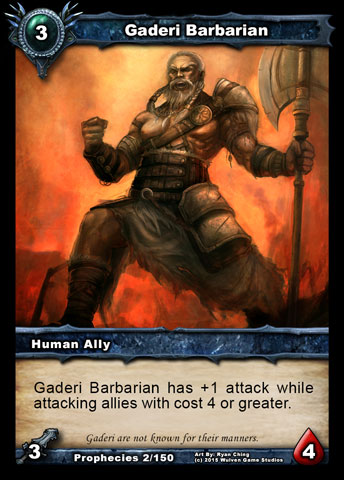 3
Gaderi Barbarian
Human Ally
Gaderi Barbarian has +1 attack while
attacking allies with cost 4 or greater.
Gaderi are not known for their manners.
3
Prophecies 2/150
Art By: Ryan Ching
(c) 2015 Wulven Game Studios
4